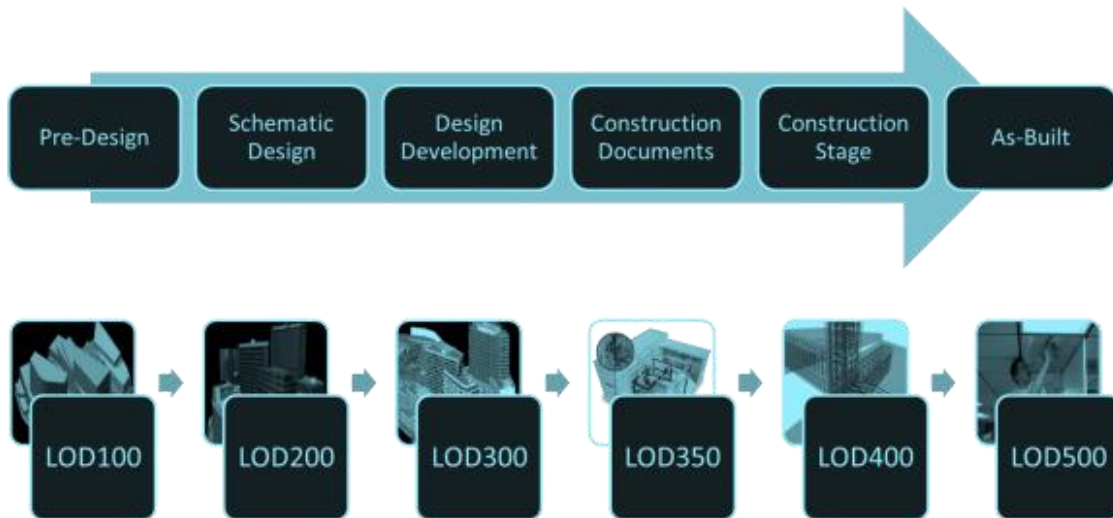 Pre-Design
Schematic
Design
Design
Development
Construction
Documents
Construction
Stage
As-Built
LOD100
LOD200
LOD300
LOD350
LOD400
LOD500